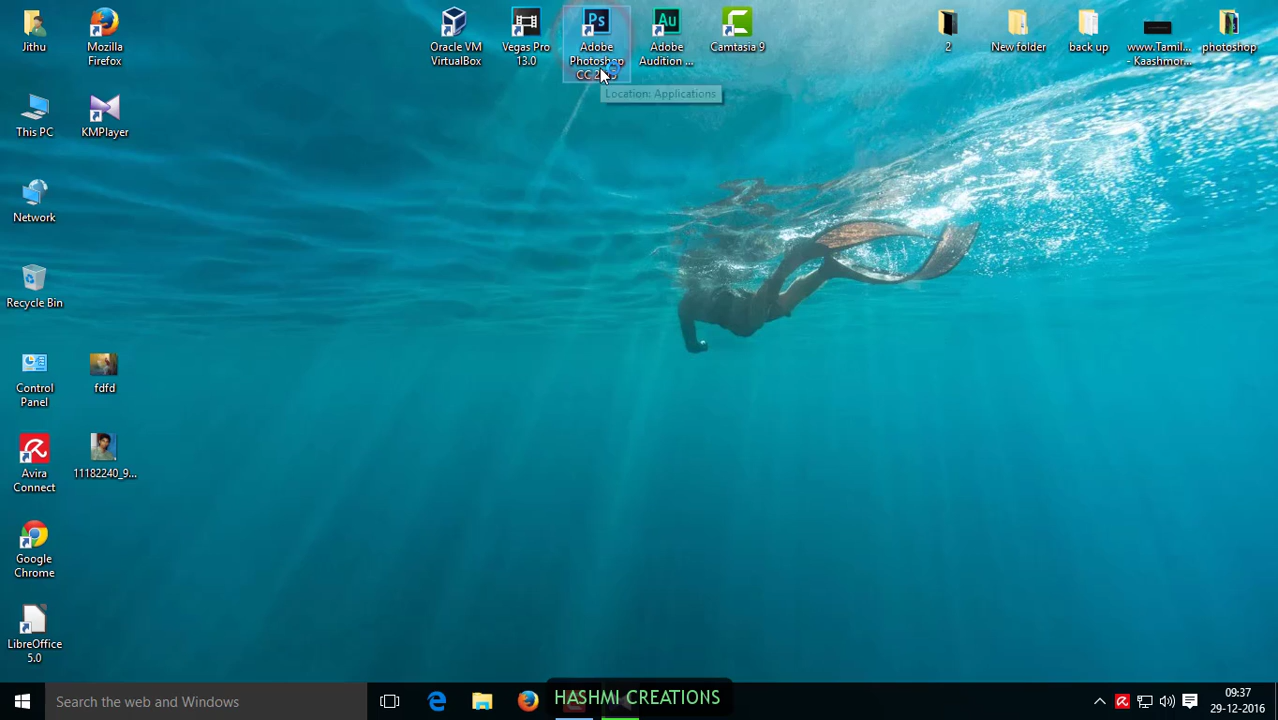 Jithu
Mozilla
Firefox
Oracle VM
VirtualBox
Vegas Pro
13.0
Ps
Adobe
Photoshop
CC
Au
Adobe
Audition ...
Camtasia 9
2
New folder
back up
www.Tamil...
- Kaashmor...
photoshop
Location: Applications
This PC
KMPlayer
Network
Recycle Bin
Control
Panel
fdfd
Avira
Connect
11182240_9...
Google
Chrome
LibreOffice
5.0
Search the web and Windows
HASHMI CREATIONS
09:37
29-12-2016